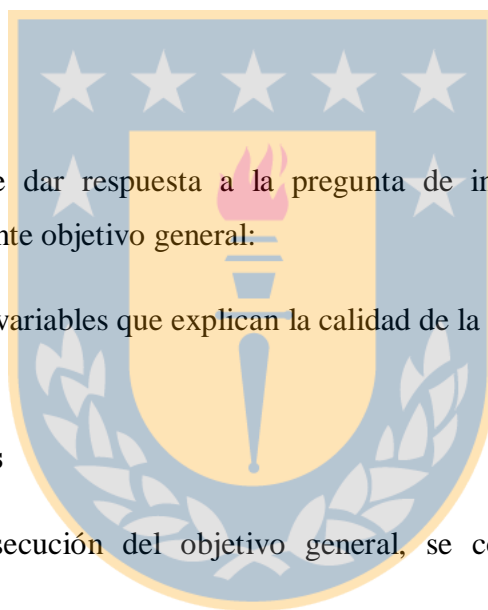 e dar respuesta a la pregunta de in
nte objetivo general:
variables que explican la calidad de la
s
secución del objetivo general, se c